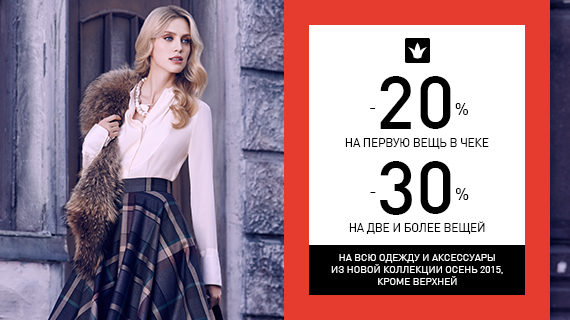 -20%
НА ПЕРВУЮ ВЕЩЬ В ЧЕКЕ
-30%
НА ДВЕ И БОЛЕЕ ВЕЩЕЙ
НА ВСЮ ОДЕЖДУ И АКСЕССУАРЫ
ИЗ НОВОЙ КОЛЛЕКЦИИ ОСЕНЬ 2015,
КРОМЕ ВЕРХНЕЙ